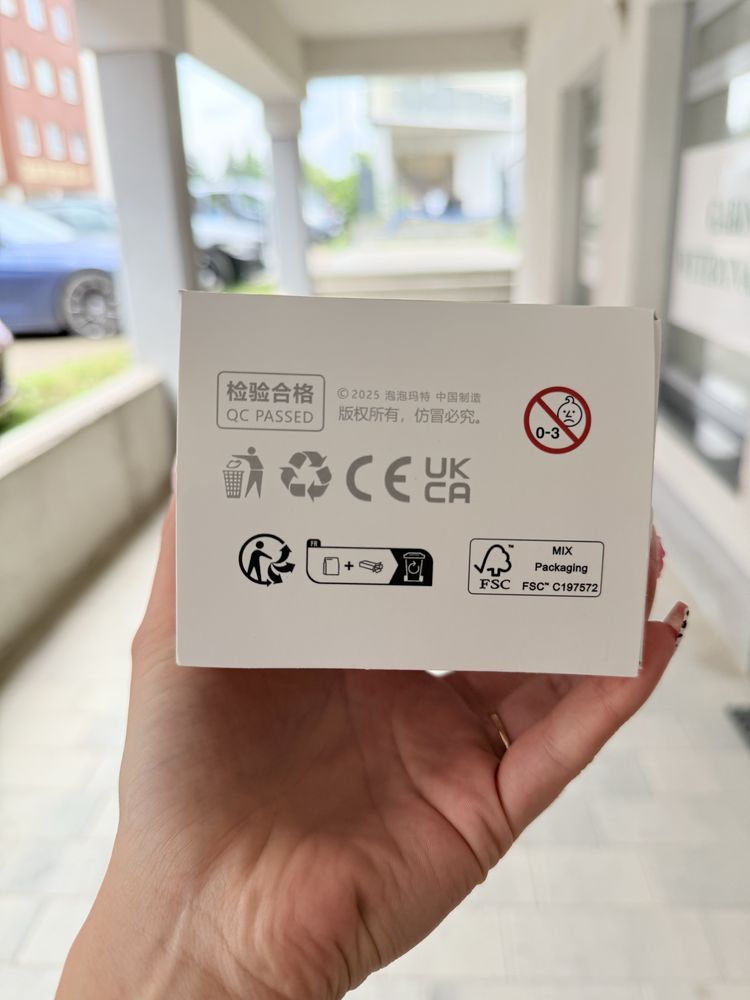 检验合格
QC PASSED
©2025 泡泡玛特 中国制造
版权所有，仿冒必究。
0-3
CE
UK
CA
FR
+
FSC™
MIX
Packaging
FSC™ C197572